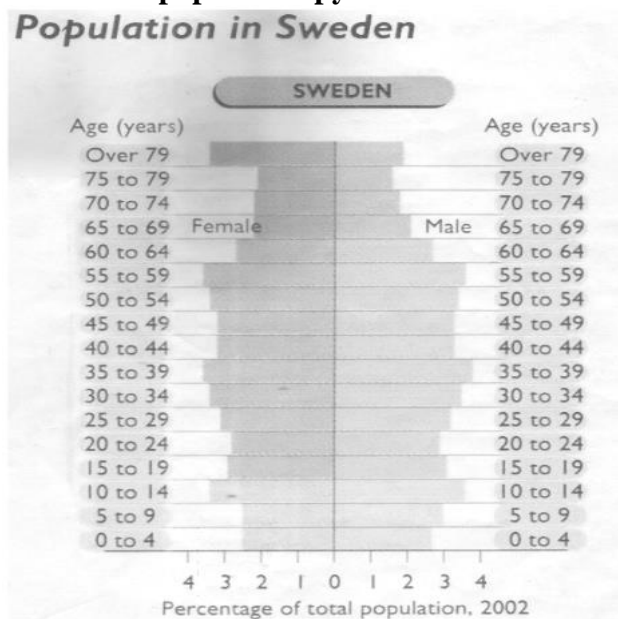 Population in Sweden
SWEDEN
Age (years) Age (years)
Over 79 Over 79
75 to 79 75 to 79
70 to 74 70 to 74
65 to 69 Female Male 65 to 69
60 to 64 60 to 64
55 to 59 55 to 59
50 to 54 50 to 54
45 to 49 45 to 49
40 to 44 40 to 44
35 to 39 35 to 39
30 to 34 30 to 34
25 to 29 25 to 29
20 to 24 20 to 24
15 to 19 15 to 19
10 to 14 10 to 14
5 to 9 5 to 9
0 to 4 0 to 4
4 3 2 1 0 1 2 3 4
Percentage of total population, 2002